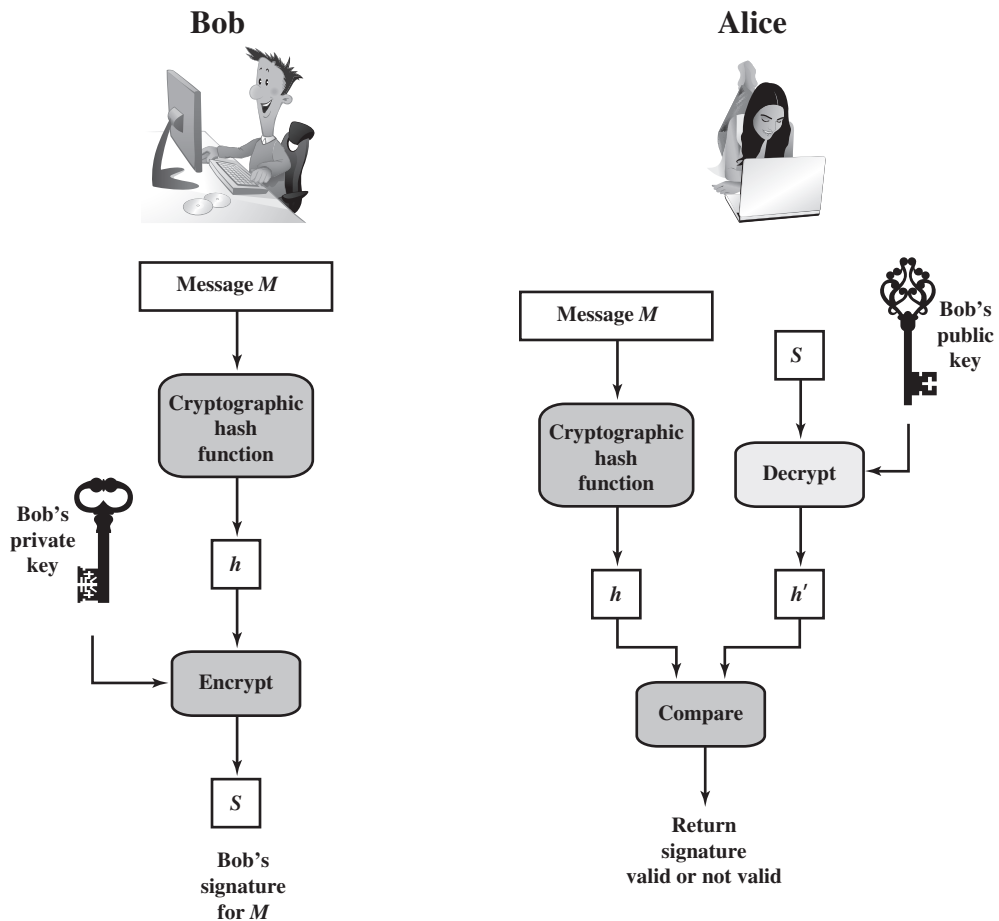 Bob
Message M
Cryptographic
hash
function
Bob's
private
key
h
Encrypt
S
Bob's
signature
for M
Alice
Message M
S
Bob's
public
key
Cryptographic
hash
function
Decrypt
h
h′
Compare
Return
signature
valid or not valid